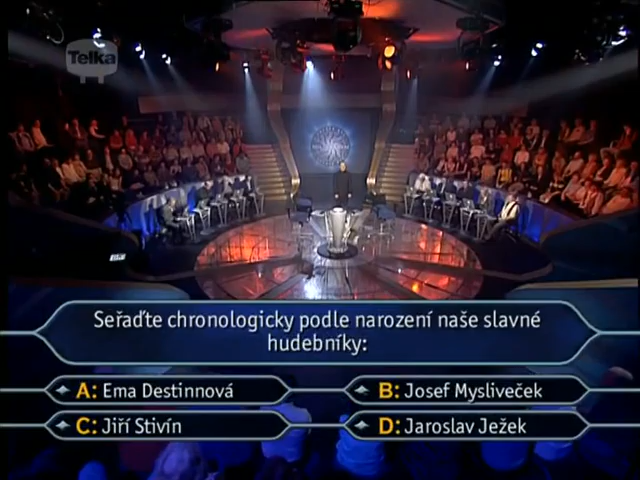 Telka
Seřaďte chronologicky podle narození naše slavné
hudebníky:
A: Ema Destinnová
B: Josef Mysliveček
C: Jiří Stivín
D: Jaroslav Ježek